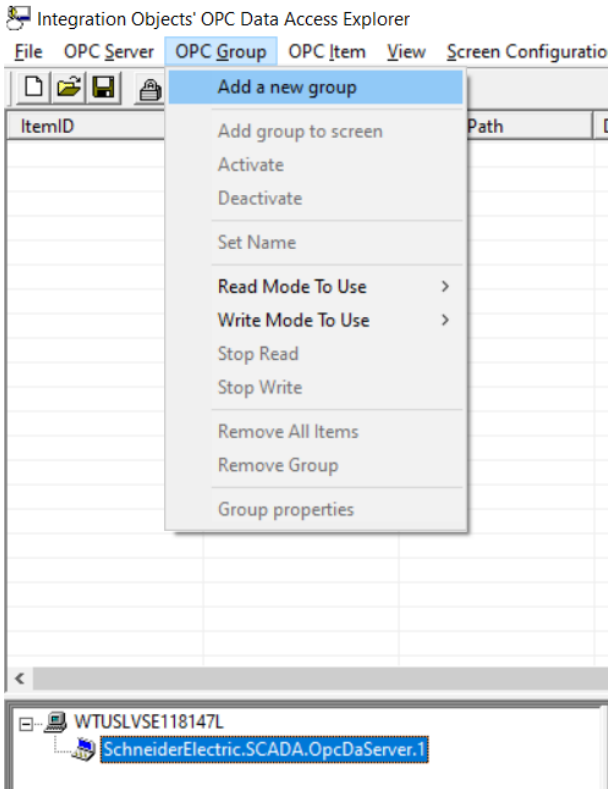 Integration Objects' OPC Data Access Explorer
File OPC Server OPC Group OPC Item View Screen Configuratio
ItemID Path D
Add a new group
Add group to screen
Activate
Deactivate
Set Name
Read Mode To Use
Write Mode To Use
Stop Read
Stop Write
Remove All Items
Remove Group
Group properties
WTUSLVSE118147L
SchneiderElectric.SCADA.OpcDaServer.1